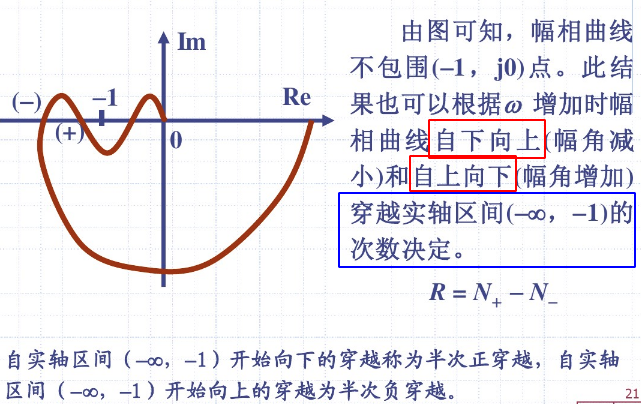 Im
(−)
−1
Re
(+)
0
由图可知，幅相曲线
不包围(−1，j0)点。此结
果也可以根据ω 增加时幅
相曲线自下向上(幅角减
小)和自上向下(幅角增加)
穿越实轴区间(−∞，−1)的
次数决定。
R = N₊ − N₋
自实轴区间（−∞，−1）开始向下的穿越称为半次正穿越，自实轴
区间（−∞，−1）开始向上的穿越为半次负穿越。
21